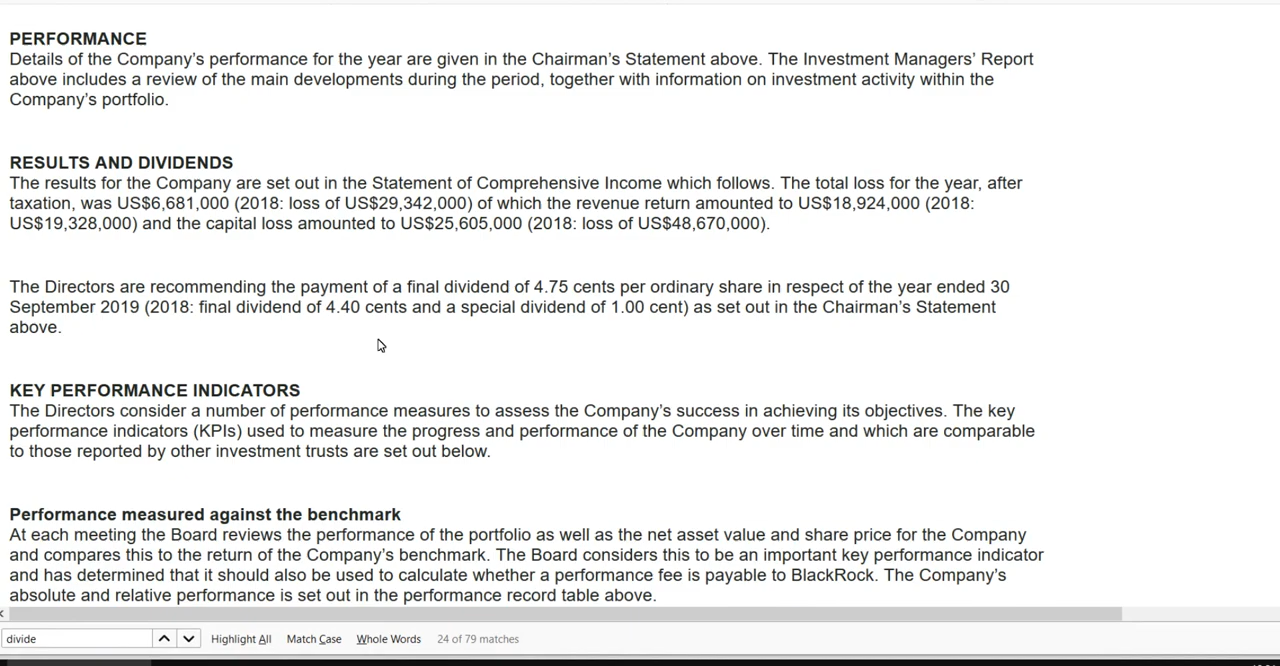 PERFORMANCE
Details of the Company’s performance for the year are given in the Chairman’s Statement above. The Investment Managers’ Report
above includes a review of the main developments during the period, together with information on investment activity within the
Company’s portfolio.
RESULTS AND DIVIDENDS
The results for the Company are set out in the Statement of Comprehensive Income which follows. The total loss for the year, after
taxation, was US$6,681,000 (2018: loss of US$29,342,000) of which the revenue return amounted to US$18,924,000 (2018:
US$19,328,000) and the capital loss amounted to US$25,605,000 (2018: loss of US$48,670,000).
The Directors are recommending the payment of a final dividend of 4.75 cents per ordinary share in respect of the year ended 30
September 2019 (2018: final dividend of 4.40 cents and a special dividend of 1.00 cent) as set out in the Chairman’s Statement
above.
KEY PERFORMANCE INDICATORS
The Directors consider a number of performance measures to assess the Company’s success in achieving its objectives. The key
performance indicators (KPIs) used to measure the progress and performance of the Company over time and which are comparable
to those reported by other investment trusts are set out below.
Performance measured against the benchmark
At each meeting the Board reviews the performance of the portfolio as well as the net asset value and share price for the Company
and compares this to the return of the Company’s benchmark. The Board considers this to be an important key performance indicator
and has determined that it should also be used to calculate whether a performance fee is payable to BlackRock. The Company’s
absolute and relative performance is set out in the performance record table above.
divide Highlight All Match Case Whole Words 24 of 79 matches